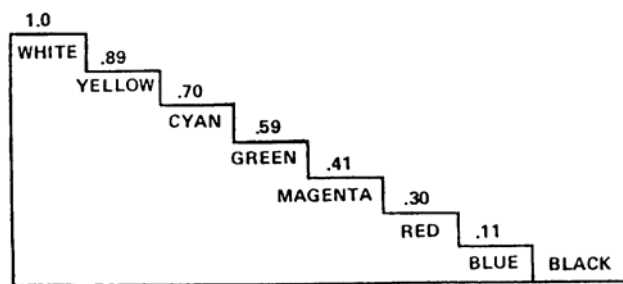 1.0
WHITE
.89
YELLOW
.70
CYAN
.59
GREEN
.41
MAGENTA
.30
RED
.11
BLUE
BLACK